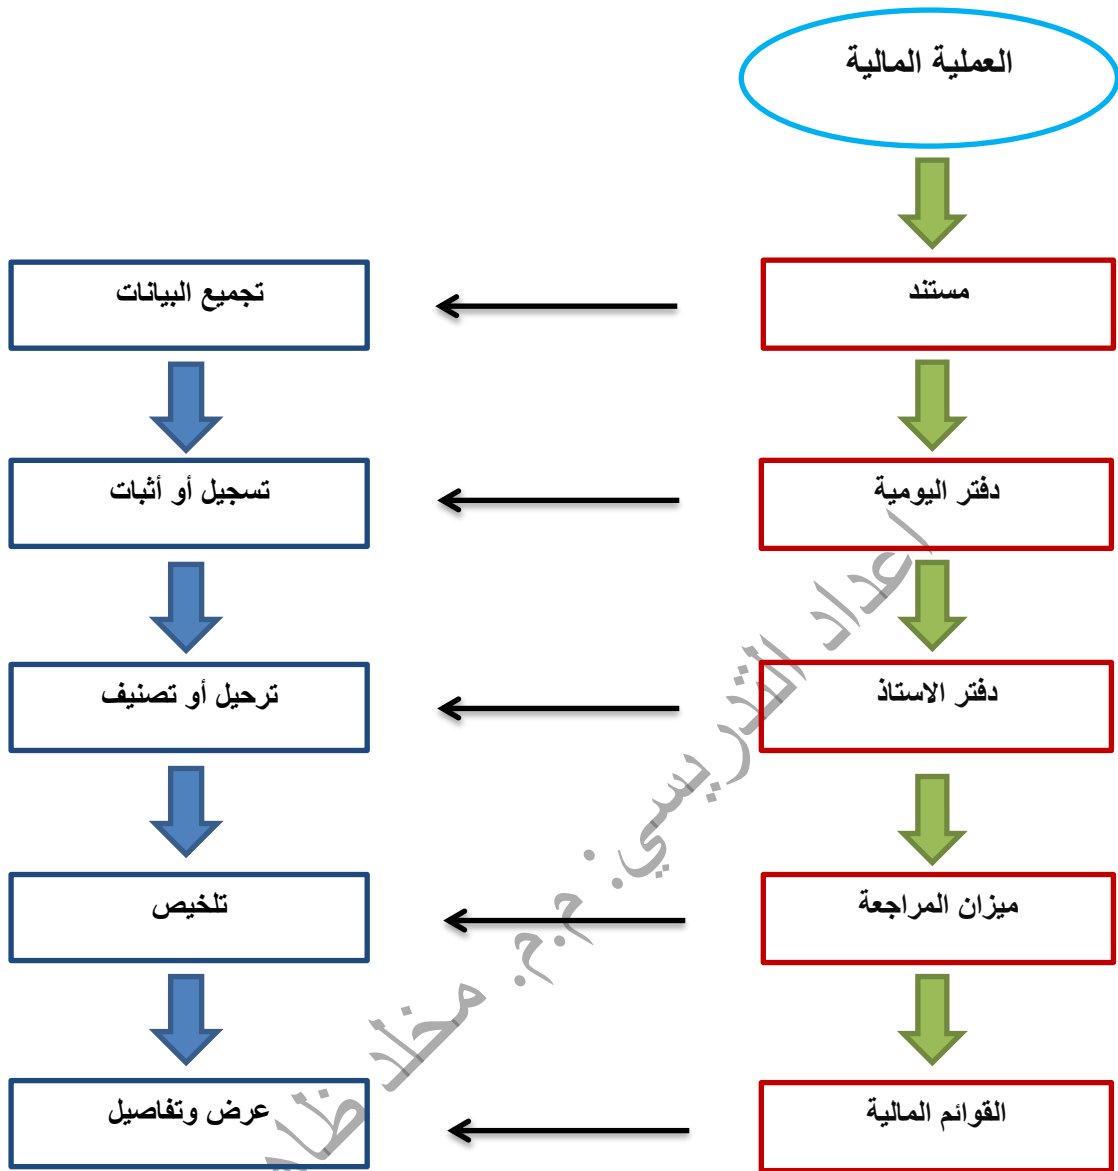 العملية المالية
مستند
تجميع البيانات
دفتر اليومية
تسجيل أو أثبات
دفتر الاستاذ
ترحيل أو تصنيف
ميزان المراجعة
تلخيص
القوائم المالية
عرض وتفاصيل
اعداد التدريسي: م.م. مخلد